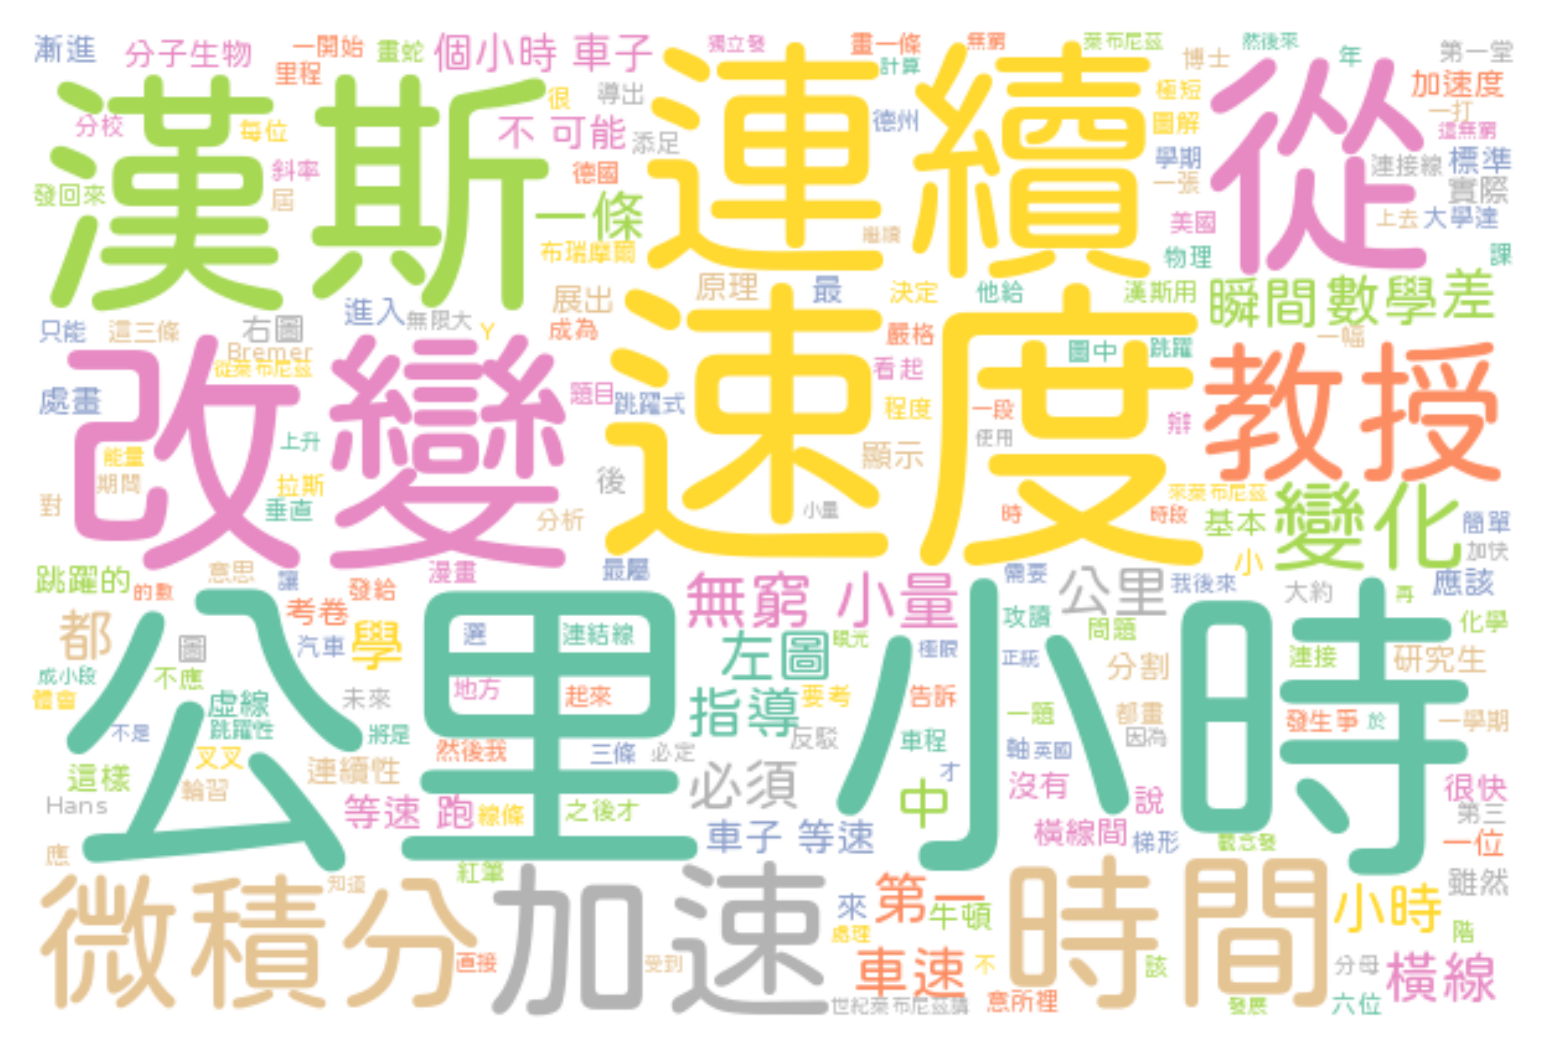 漸進
分子生物
一開始
畫蛇
個小時 車子
獨立發
畫一條
無窮
萊布尼茲
然後來
年
第一堂
里程
計算
博士
加速度
漢斯
連續
從
很
導出
極短
一打
分校
每位
不 可能
添足
德州
圖解
這無窮
斜率
德國
學期
連接線
標準
發回來
屆
一條
一張
實際
布瑞摩爾
繼續
美國
上去
大學達
物理
課
原理
最
決定
他給
漢斯用
瞬間
數學
差
展出
進入
無限大
右圖
只能
這三條
Y
成為
嚴格
一幅
Bremer
從萊布尼茲
圖中
跳躍
改變
速度
教授
看起
處畫
題目
跳躍式
程度
一段
辯
使用
上升
能量
顯示
期間
拉斯
後
來萊布尼茲
變化
對
垂直
分析
小量
時
時段
基本
簡單
加快
小
跳躍的
的數
意思
讓
漫畫
最屬
無窮 小量
需要
公里
我後來
大約
再
應該
發給
考卷
都
圖
學
汽車
公里
小時
選
連結線
左圖
眼光
極限
攻讀
問題
化學
正統
分割
連接
研究生
成小段
體會
不應
虛線
未來
地方
起來
指導
要考
告訴
一題
都畫
發生爭
於
一學期
不是
跳躍性
將是
反駁
車程
軸
英國
因為
叉叉
然後我
三條
必定
才
這樣
輪習
連續性
必須
中
沒有
說
很快
Hans
等速 跑
線條
之後才
第三
車子 等速
橫線間
梯形
觀念發
一位
應
紅筆
微積分
知道
加速
時間
雖然
第一
來
牛頓
小時
處理
階
直接
受到
車速
不
該
分母
橫線
世紀萊布尼茲講
意所裡
發展
六位